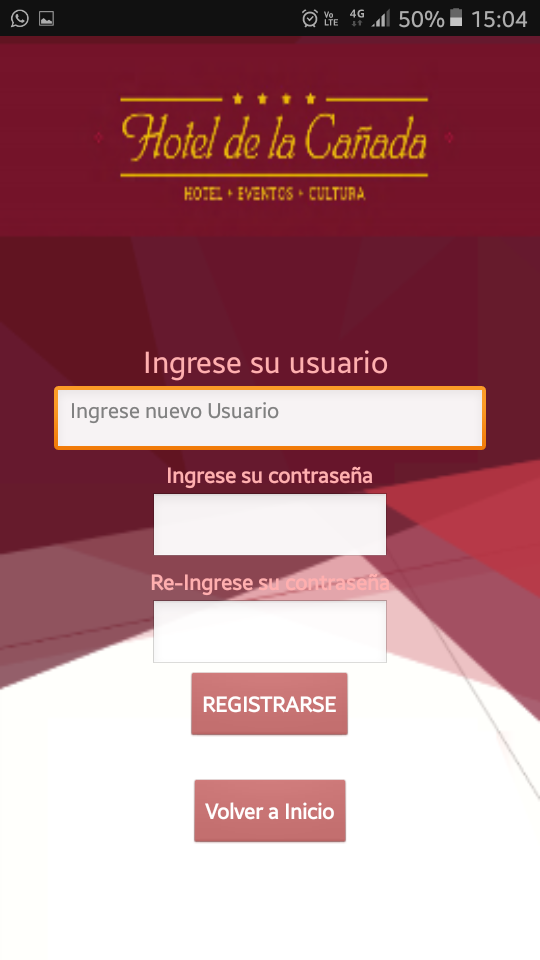 Vo
LTE
4G
50%
15:04
Hotel de la Cañada
HOTEL • EVENTOS • CULTURA
Ingrese su usuario
Ingrese nuevo Usuario
Ingrese su contraseña
Re-Ingrese su contraseña
REGISTRARSE
Volver a Inicio